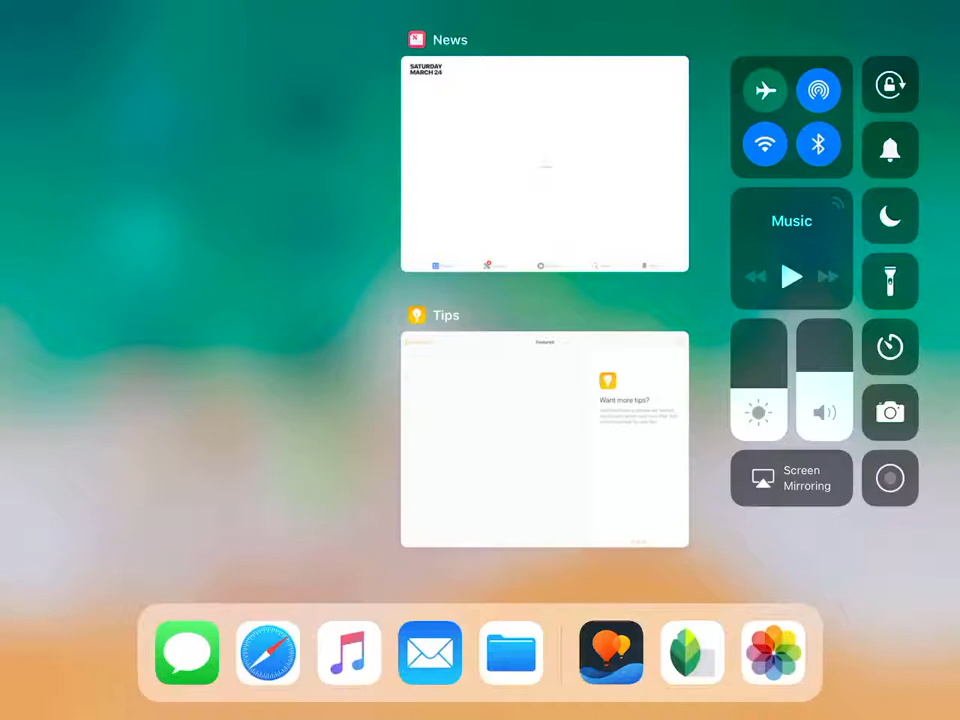 News
SATURDAY
MARCH 24
Music
Tips
Featured
Want more tips?
Screen
Mirroring